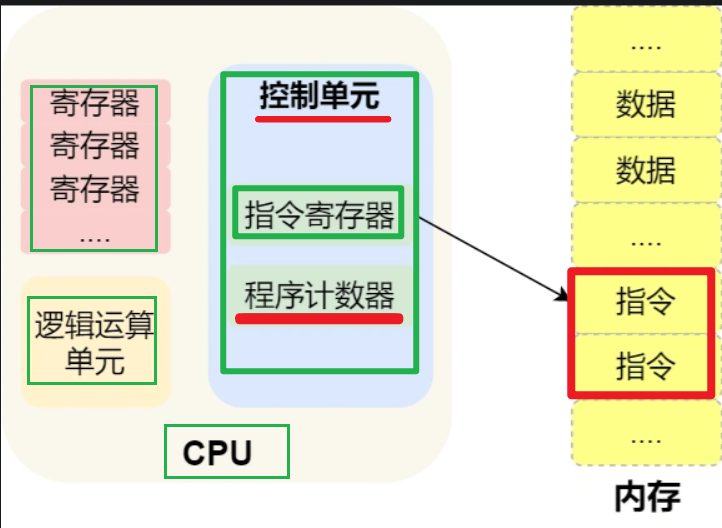 寄存器
寄存器
寄存器
....
逻辑运算
单元
控制单元
指令寄存器
程序计数器
CPU
....
数据
数据
....
指令
指令
....
内存